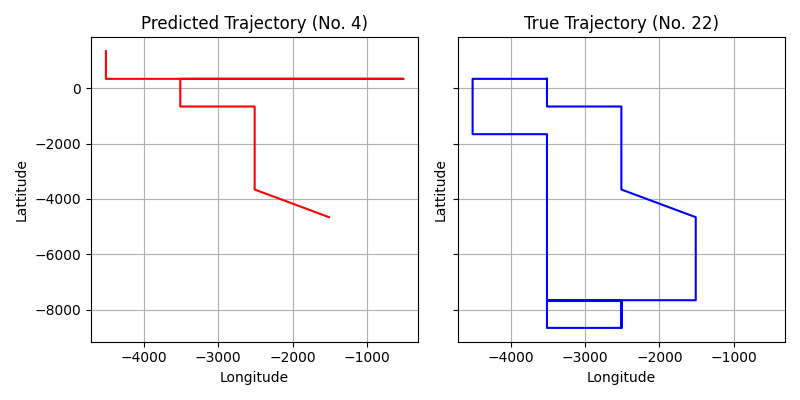 Predicted Trajectory (No. 4)
True Trajectory (No. 22)
0
−2000
−4000
−6000
−8000
Lattitude
Lattitude
−4000 −3000 −2000 −1000
−4000 −3000 −2000 −1000
Longitude
Longitude